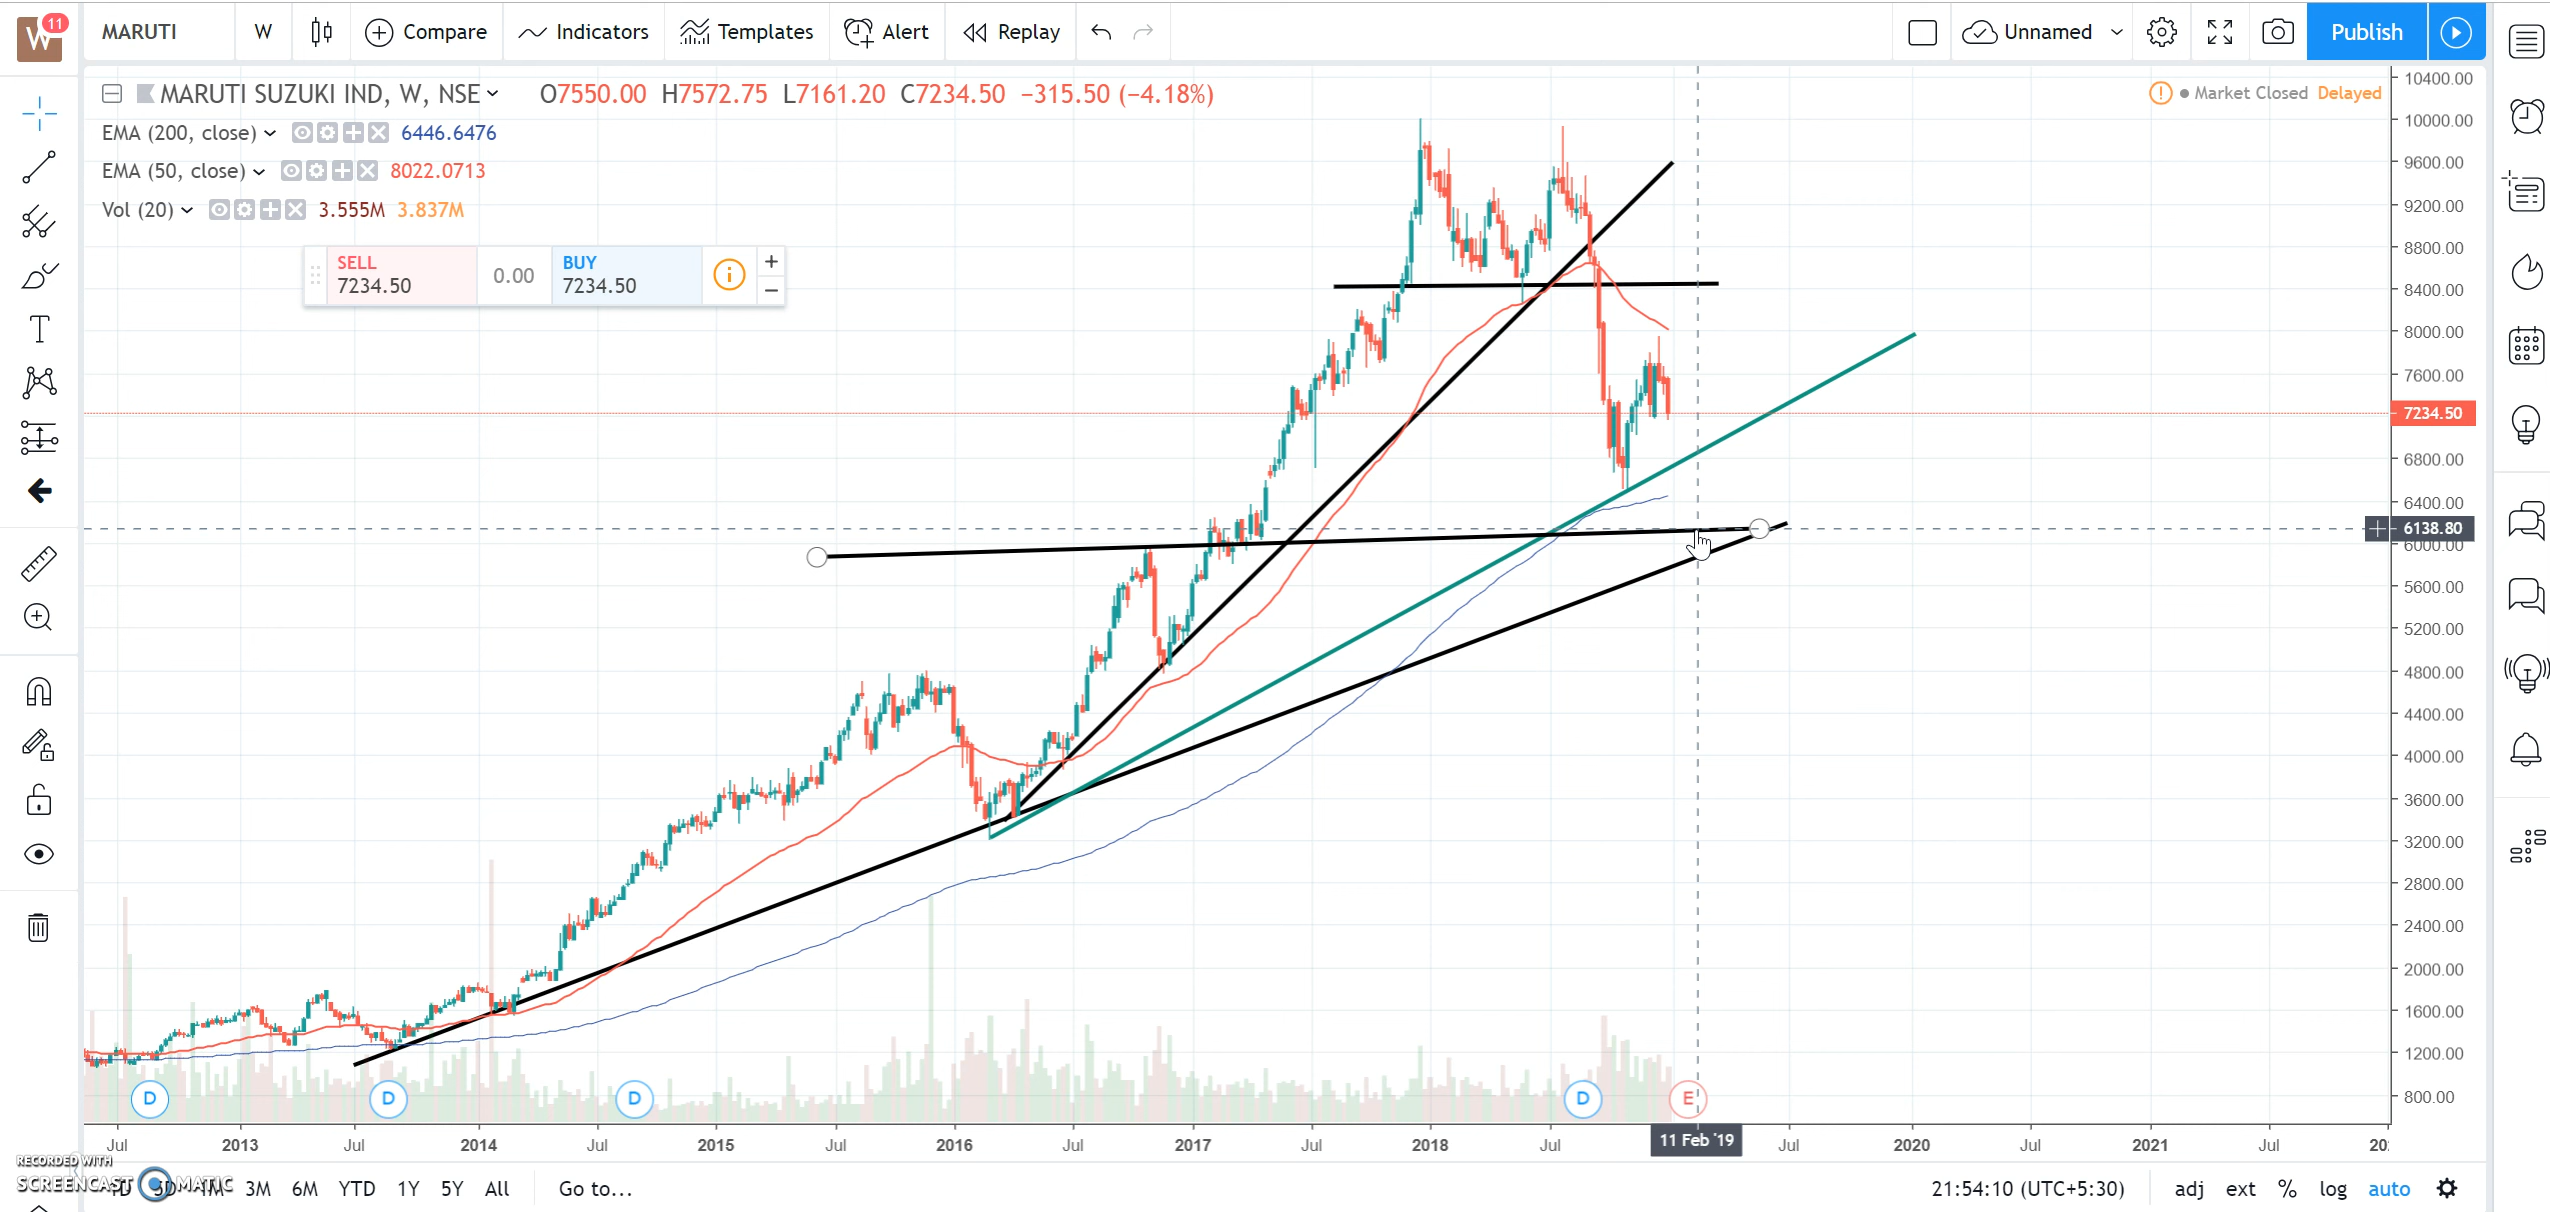 W 11
MARUTI W Compare Indicators Templates Alert Replay Unnamed Publish
MARUTI SUZUKI IND, W, NSE O7550.00 H7572.75 L7161.20 C7234.50 −315.50 (−4.18%)
! Market Closed Delayed
EMA (200, close) 6446.6476
EMA (50, close) 8022.0713
Vol (20) 3.555M 3.837M
SELL
7234.50
0.00
BUY
7234.50
i
+
−
T
10400.00
10000.00
9600.00
9200.00
8800.00
8400.00
8000.00
7600.00
7234.50
6800.00
6400.00
6138.80
6000.00
5600.00
5200.00
4800.00
4400.00
4000.00
3600.00
3200.00
2800.00
2400.00
2000.00
1600.00
1200.00
800.00
D D D D E
Jul 2013 Jul 2014 Jul 2015 Jul 2016 Jul 2017 Jul 2018 Jul 11 Feb '19 Jul 2020 Jul 2021 Jul 20
RECORDED WITH
SCREENCAST MATIC
1D 5D 1M 3M 6M YTD 1Y 5Y All Go to... 21:54:10 (UTC+5:30) adj ext % log auto